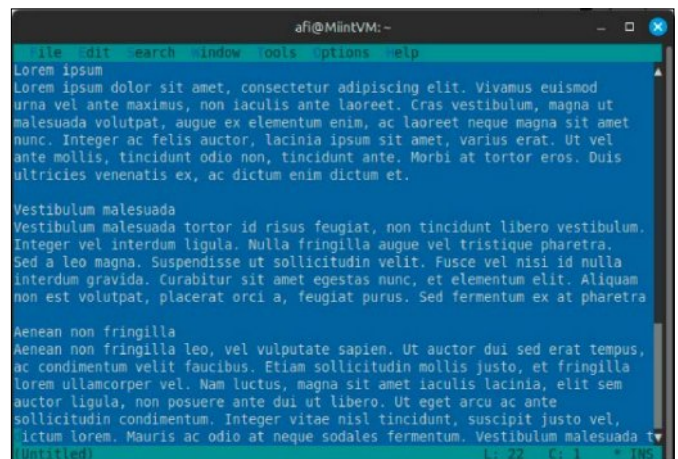 afi@MiintVM: ~
File Edit Search Window Tools Options Help
Lorem ipsum
Lorem ipsum dolor sit amet, consectetur adipiscing elit. Vivamus euismod
urna vel ante maximus, non iaculis ante laoreet. Cras vestibulum, magna ut
malesuada volutpat, augue ex elementum enim, ac laoreet neque magna sit amet
nunc. Integer ac felis auctor, lacinia ipsum sit amet, varius erat. Ut vel
ante mollis, tincidunt odio non, tincidunt ante. Morbi at tortor eros. Duis
ultricies venenatis ex, ac dictum enim dictum et.
Vestibulum malesuada
Vestibulum malesuada tortor id risus feugiat, non tincidunt libero vestibulum.
Integer vel interdum ligula. Nulla fringilla augue vel tristique pharetra.
Sed a leo magna. Suspendisse ut sollicitudin velit. Fusce vel nisi id nulla
interdum gravida. Curabitur sit amet egestas nunc, et elementum elit. Aliquam
non est volutpat, placerat orci a, feugiat purus. Sed fermentum ex at pharetra
Aenean non fringilla
Aenean non fringilla leo, vel vulputate sapien. Ut auctor dui sed erat tempus,
ac condimentum velit faucibus. Etiam sollicitudin mollis justo, et fringilla
lorem ullamcorper vel. Nam luctus, magna sit amet iaculis lacinia, elit sem
auctor ligula, non posuere ante dui ut libero. Ut eget arcu ac ante
sollicitudin condimentum. Integer vitae nisl tincidunt, suscipit justo vel,
dictum lorem. Mauris ac odio at neque sodales fermentum. Vestibulum malesuada t
(Untitled) L: 22 C: 1 * INS